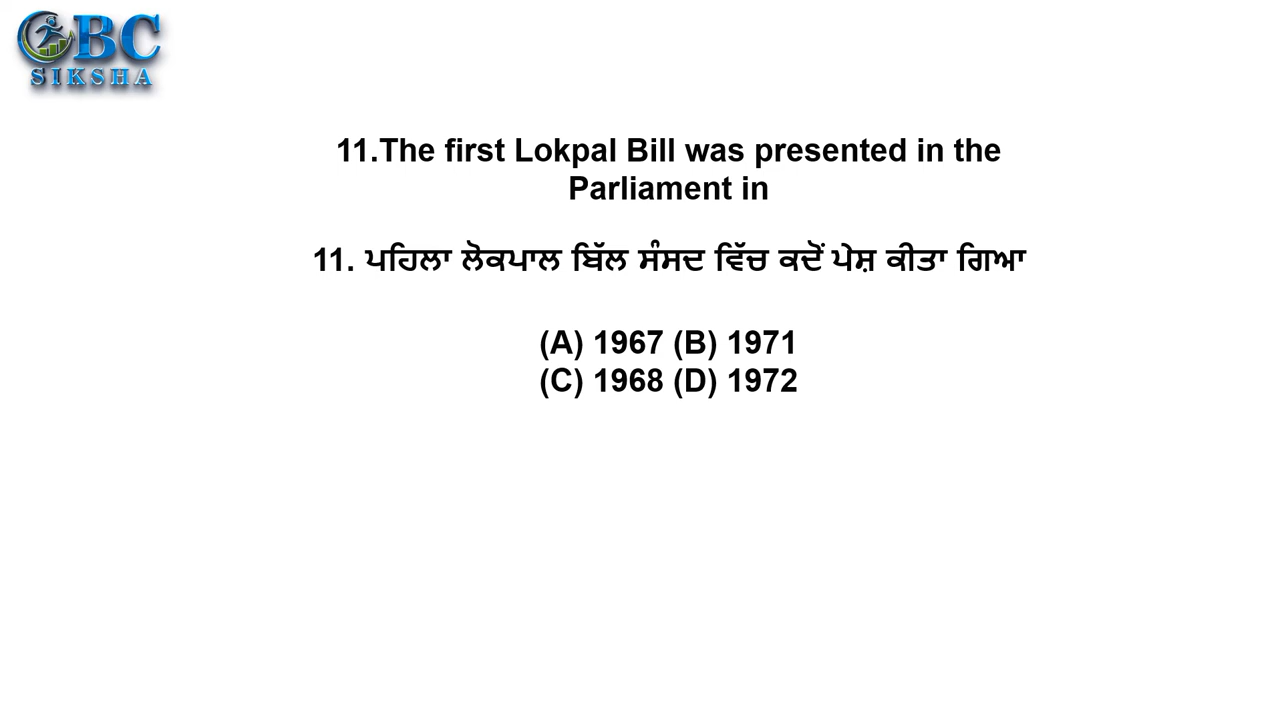 OBC
SIKSHA
11.The first Lokpal Bill was presented in the
Parliament in
11. ਪਹਿਲਾ ਲੋਕਪਾਲ ਬਿੱਲ ਸੰਸਦ ਵਿੱਚ ਕਦੋਂ ਪੇਸ਼ ਕੀਤਾ ਗਿਆ
(A) 1967 (B) 1971
(C) 1968 (D) 1972